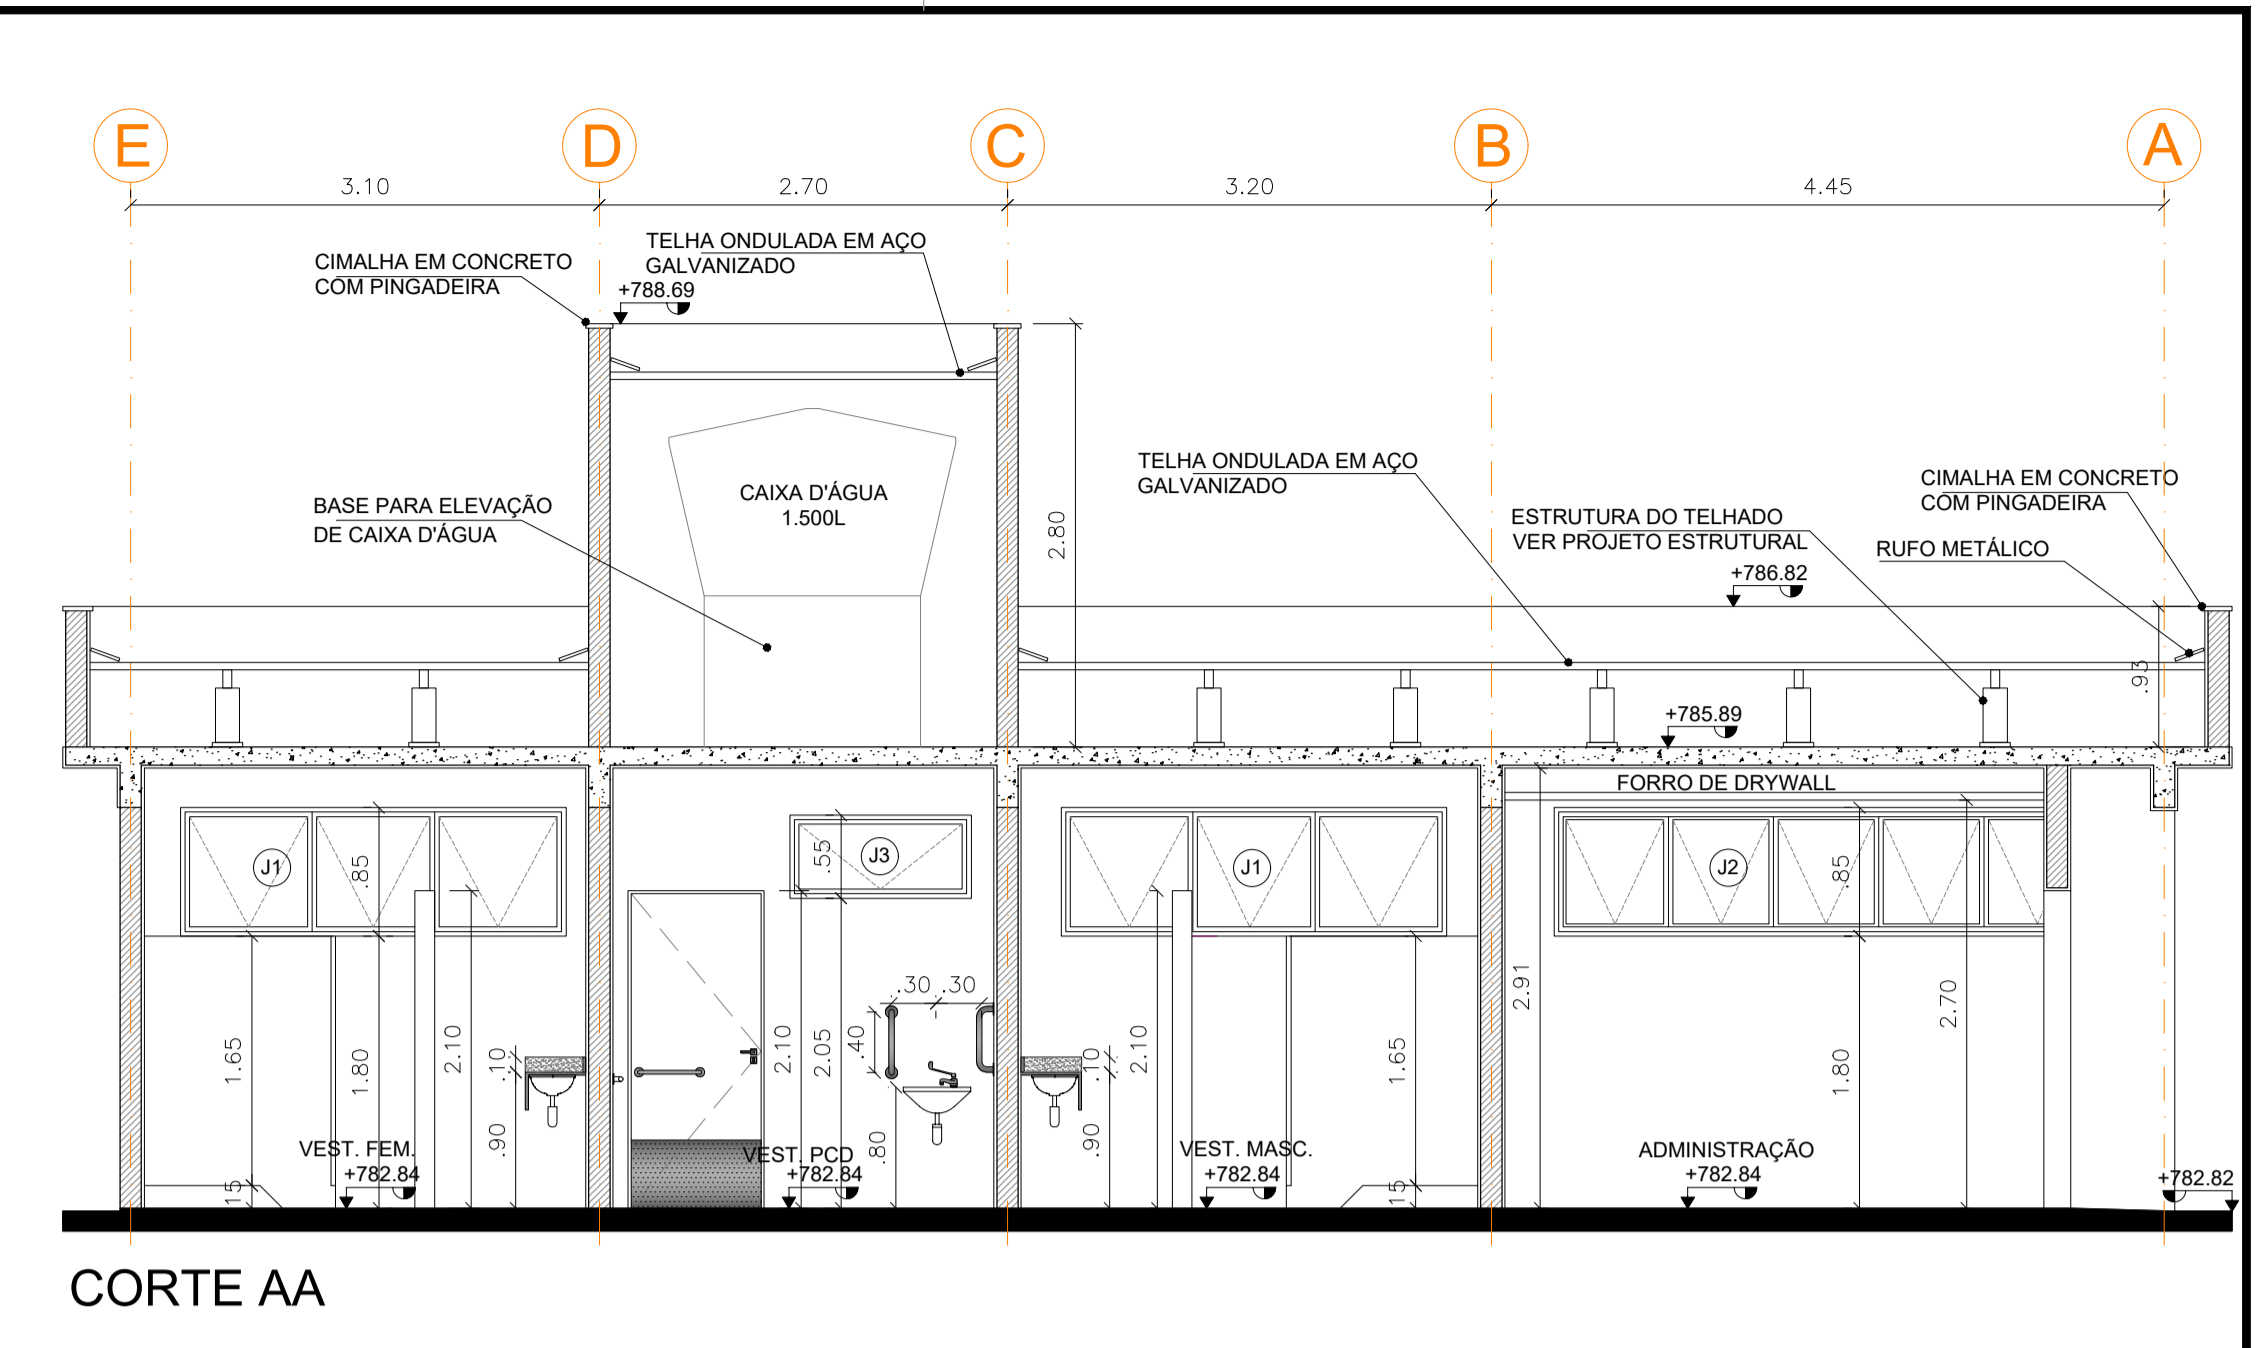 E
D
C
B
A
3.10
2.70
3.20
4.45
TELHA ONDULADA EM AÇO
GALVANIZADO
CIMALHA EM CONCRETO
COM PINGADEIRA
+788.69
TELHA ONDULADA EM AÇO
GALVANIZADO
CIMALHA EM CONCRETO
COM PINGADEIRA
CAIXA D'ÁGUA
1.500L
BASE PARA ELEVAÇÃO
DE CAIXA D'ÁGUA
2.80
ESTRUTURA DO TELHADO
VER PROJETO ESTRUTURAL
RUFO METÁLICO
+786.82
.93
+785.89
FORRO DE DRYWALL
J1
.85
.55
J3
J1
J2
.85
.30
.30
2.91
2.70
1.65
1.80
2.10
.10
2.10
2.05
.40
.10
2.10
1.65
1.80
.90
.80
.90
VEST. FEM.
+782.84
VEST. PCD
+782.84
VEST. MASC.
+782.84
ADMINISTRAÇÃO
+782.84
+782.82
15
15
CORTE AA